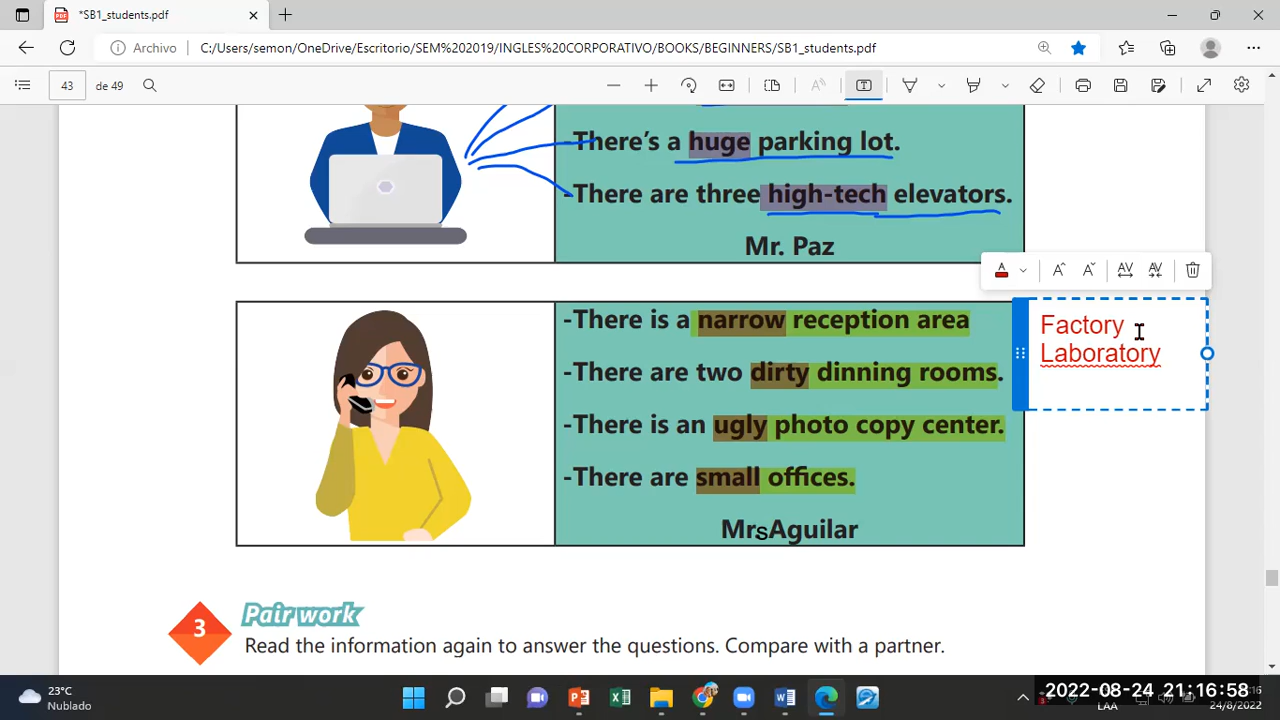 *SB1_students.pdf
Archivo
C:/Users/semon/OneDrive/Escritorio/SEM%202019/INGLES%20CORPORATIVO/BOOKS/BEGINNERS/SB1_students.pdf
43 de 49
-There's a huge parking lot.
-There are three high-tech elevators.
Mr. Paz
-There is a narrow reception area
-There are two dirty dinning rooms.
-There is an ugly photo copy center.
-There are small offices.
MrsAguilar
Factory
Laboratory
3
Pair work
Read the information again to answer the questions. Compare with a partner.
23°C
Nublado
2022-08-24 21:16:58
LAA
24/8/2022